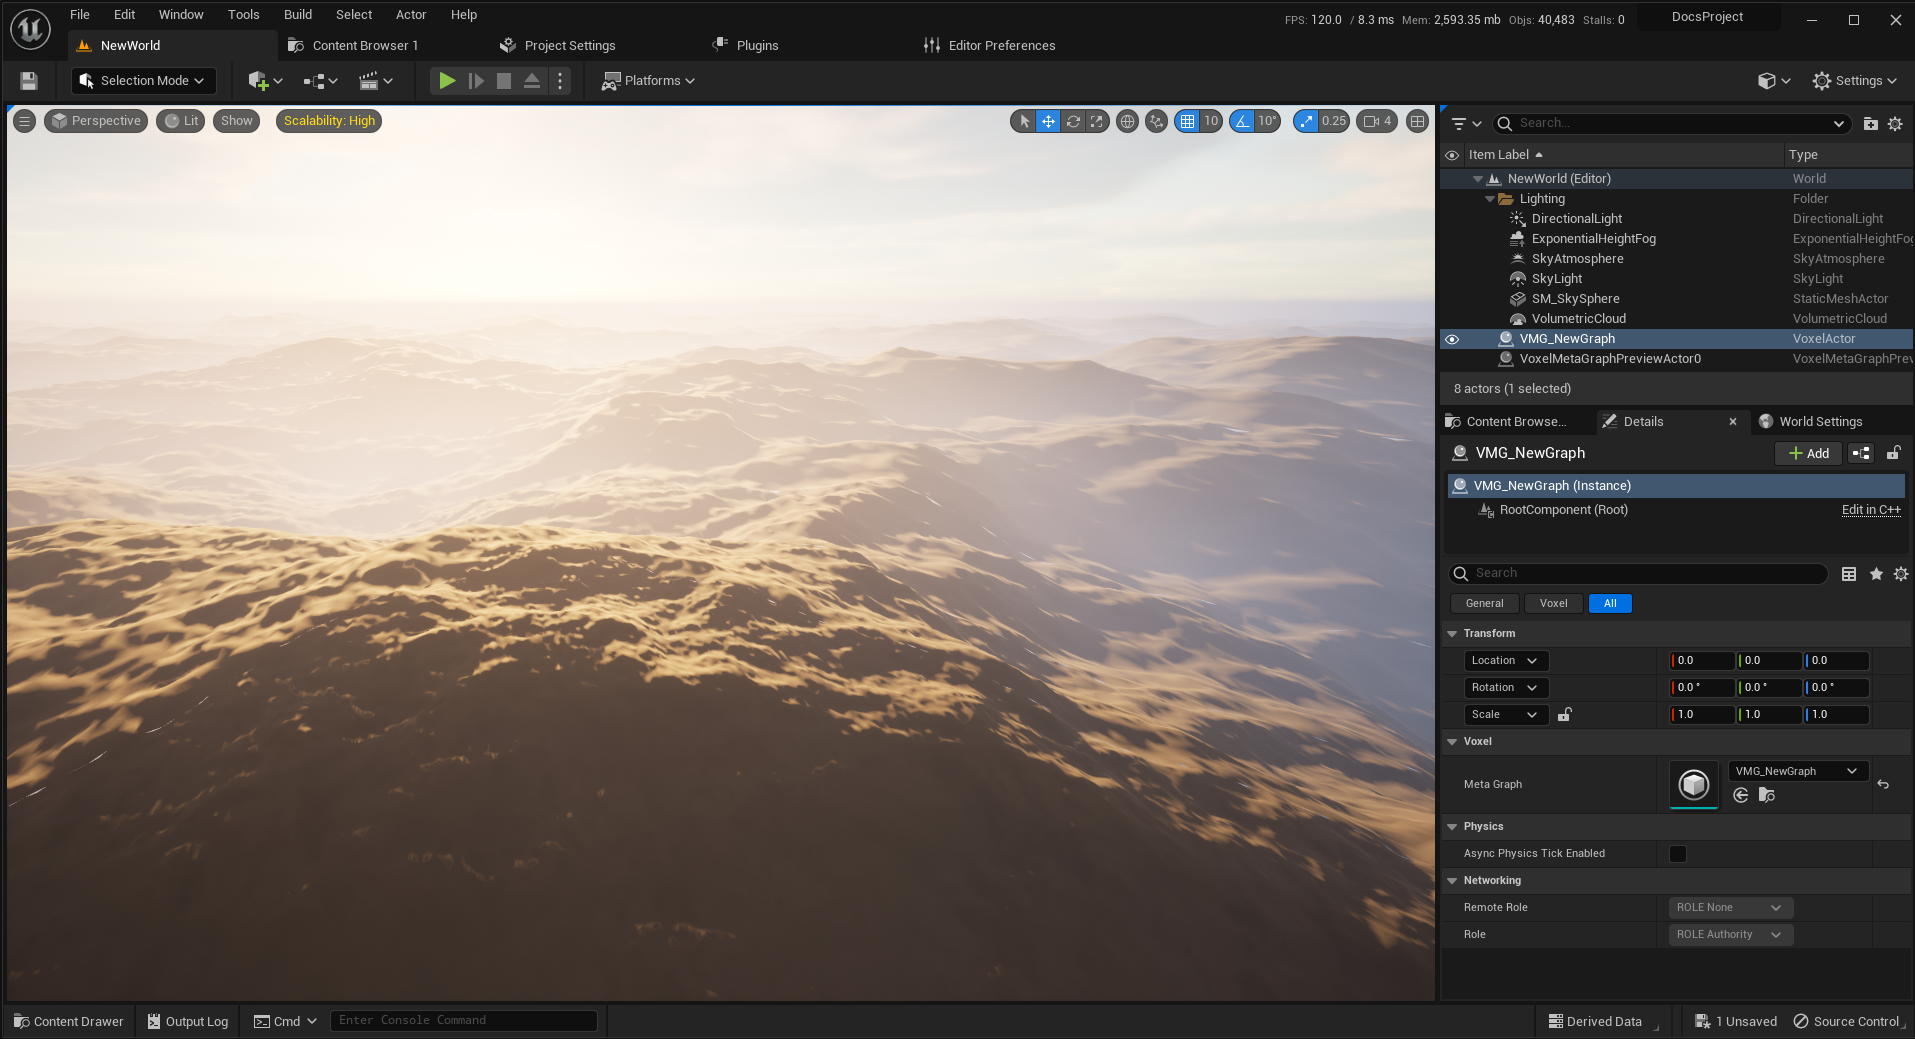 File Edit Window Tools Build Select Actor Help
FPS: 120.0 / 8.3 ms Mem: 2,593.35 mb Objs: 40,483 Stalls: 0 DocsProject
NewWorld Content Browser 1 Project Settings Plugins Editor Preferences
Selection Mode Platforms Settings
Perspective Lit Show Scalability: High 10 10° 0.25 4
Search...
Item Label Type
NewWorld (Editor) World
Lighting Folder
DirectionalLight DirectionalLight
ExponentialHeightFog ExponentialHeightFog
SkyAtmosphere SkyAtmosphere
SkyLight SkyLight
SM_SkySphere StaticMeshActor
VolumetricCloud VolumetricCloud
VMG_NewGraph VoxelActor
VoxelMetaGraphPreviewActor0 VoxelMetaGraphPrev
8 actors (1 selected)
Content Browse... Details World Settings
VMG_NewGraph Add
VMG_NewGraph (Instance)
RootComponent (Root) Edit in C++
Search
General Voxel All
Transform
Location 0.0 0.0 0.0
Rotation 0.0 ° 0.0 ° 0.0 °
Scale 1.0 1.0 1.0
Voxel
Meta Graph VMG_NewGraph
Physics
Async Physics Tick Enabled
Networking
Remote Role ROLE None
Role ROLE Authority
Content Drawer Output Log Cmd Enter Console Command Derived Data 1 Unsaved Source Control